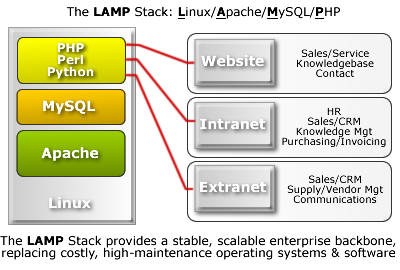 The LAMP Stack: Linux/Apache/MySQL/PHP
PHP
Perl
Python
MySQL
Apache
Linux
Website
Sales/Service
Knowledgebase
Contact
Intranet
HR
Sales/CRM
Knowledge Mgt
Purchasing/Invoicing
Extranet
Sales/CRM
Supply/Vendor Mgt
Communications
The LAMP Stack provides a stable, scalable enterprise backbone,
replacing costly, high-maintenance operating systems & software